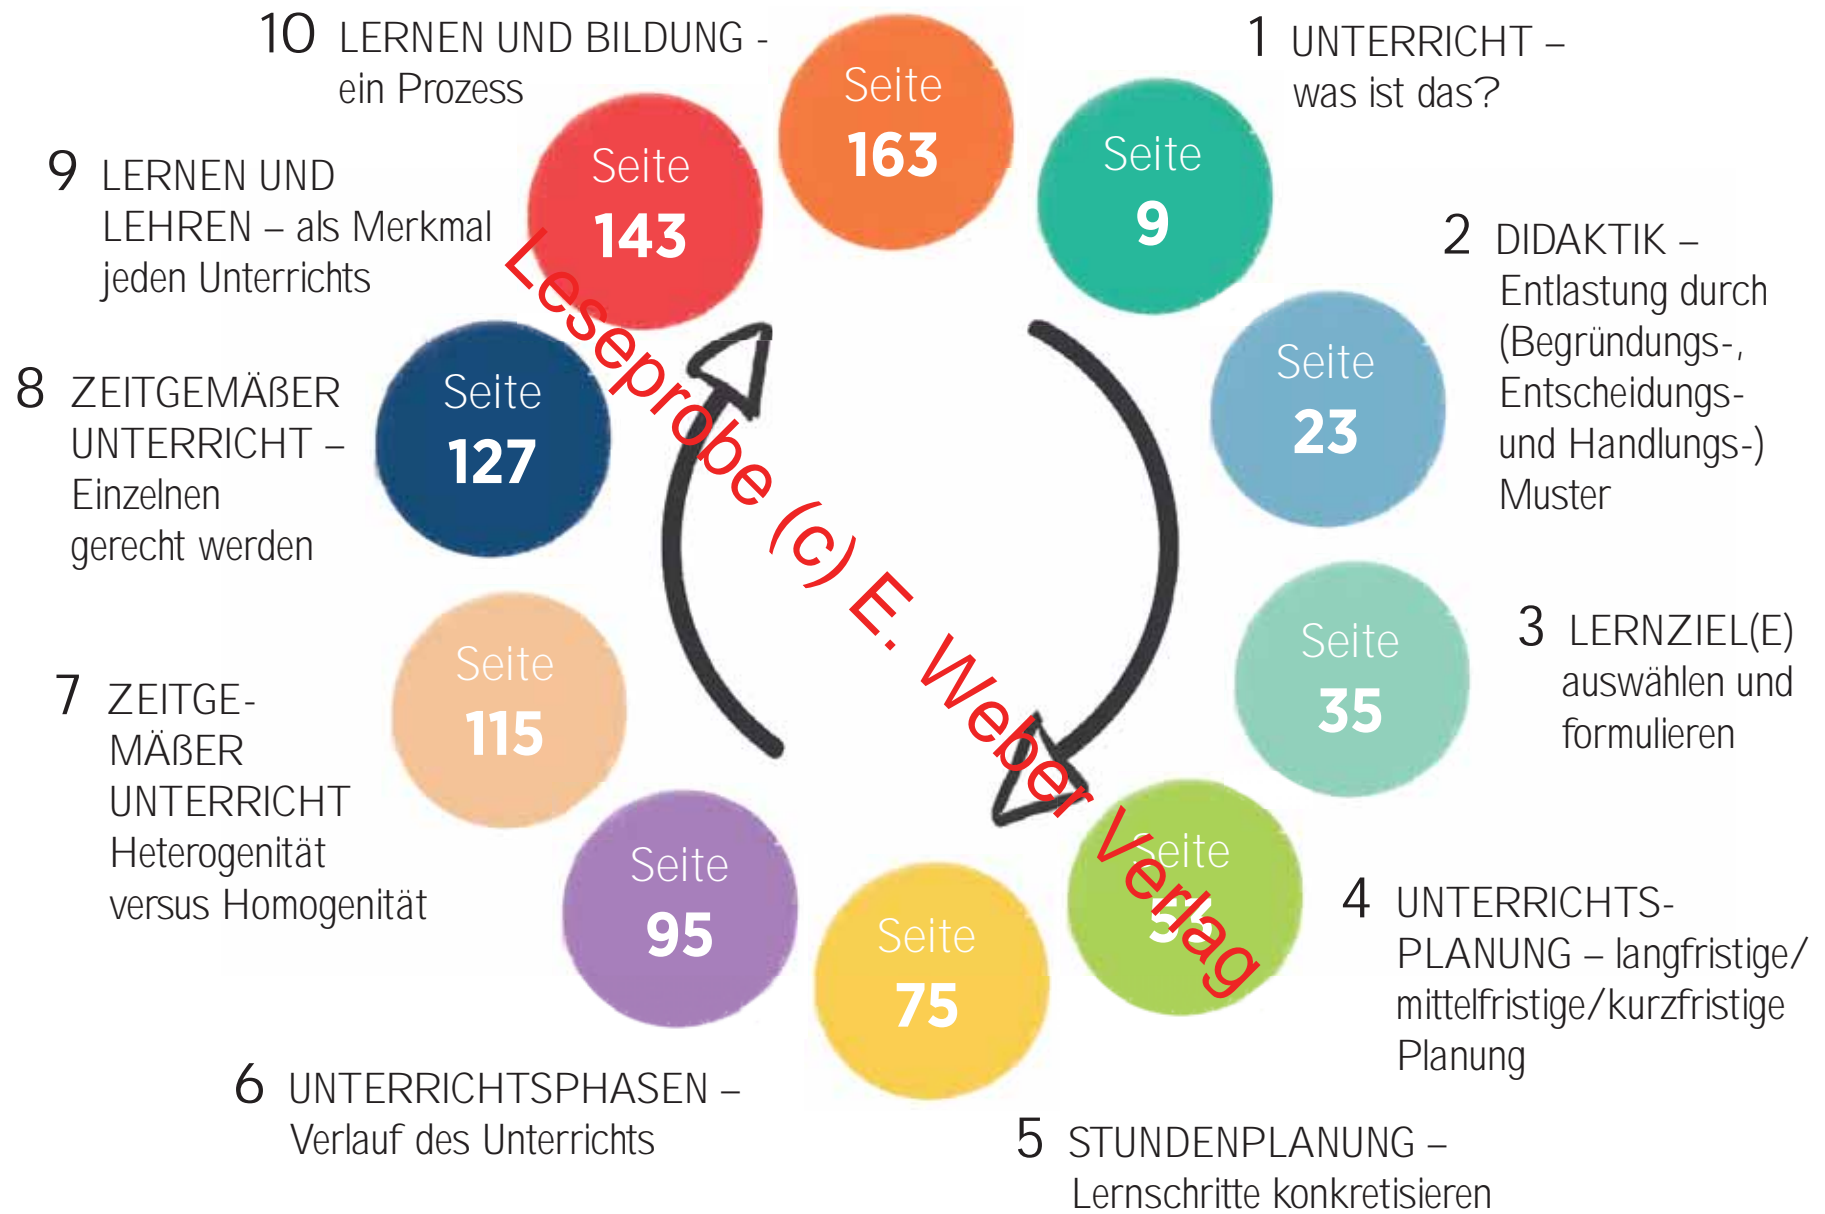 10 LERNEN UND BILDUNG -
ein Prozess
Seite
163
1 UNTERRICHT –
was ist das?
Seite
9
2 DIDAKTIK –
Entlastung durch
(Begründungs-,
Entscheidungs-
und Handlungs-)
Muster
Seite
23
3 LERNZIEL(E)
auswählen und
formulieren
Seite
35
4 UNTERRICHTS-
PLANUNG – langfristige/
mittelfristige/kurzfristige
Planung
Seite
5 STUNDENPLANUNG –
Lernschritte konkretisieren
Seite
75
6 UNTERRICHTSPHASEN –
Verlauf des Unterrichts
Seite
95
7 ZEITGE-
MÄßER
UNTERRICHT
Heterogenität
versus Homogenität
Seite
115
8 ZEITGEMÄßER
UNTERRICHT –
Einzelnen
gerecht werden
Seite
127
9 LERNEN UND
LEHREN – als Merkmal
jeden Unterrichts
Seite
143
Leseprobe (c) E. Weber Verlag